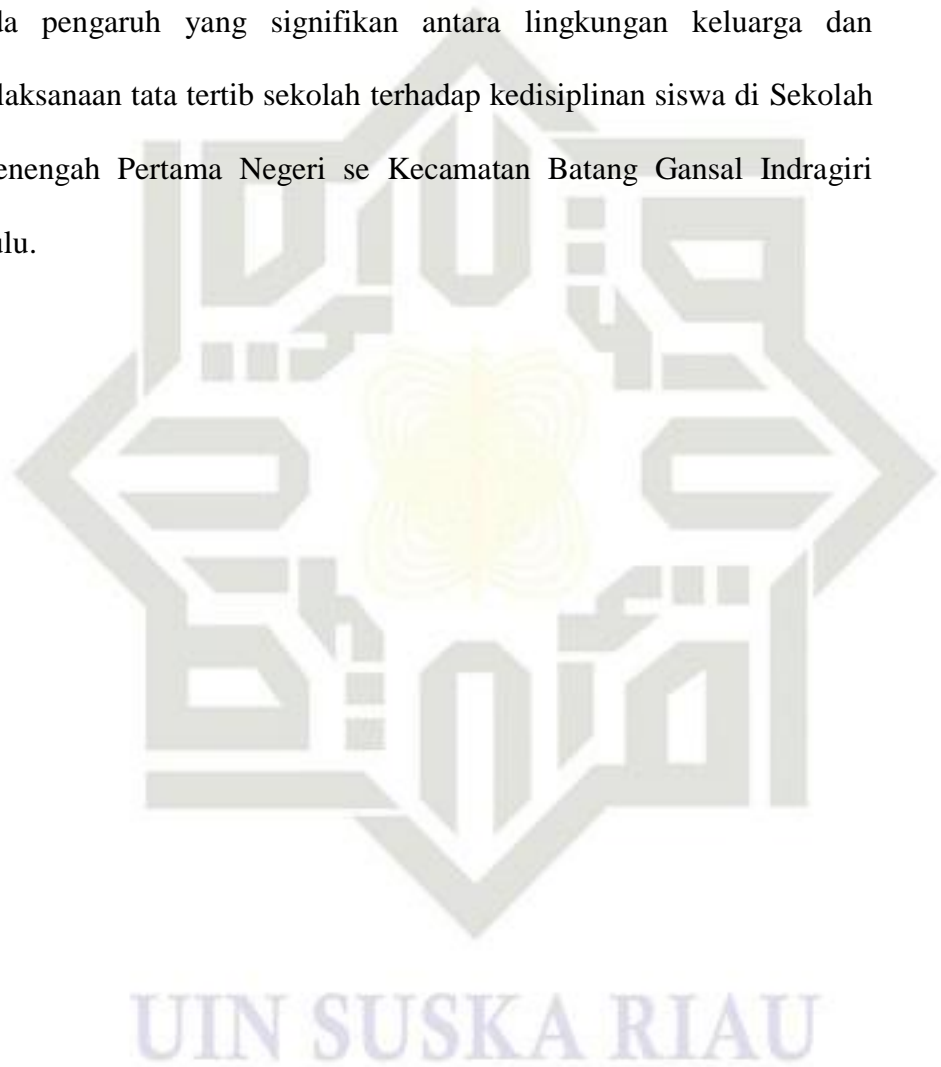 da pengaruh yang signifikan antara lingkungan keluarga dan
laksanaan tata tertib sekolah terhadap kedisiplinan siswa di Sekolah
enengah Pertama Negeri se Kecamatan Batang Gansal Indragiri
ulu.
UIN SUSKA RIAU